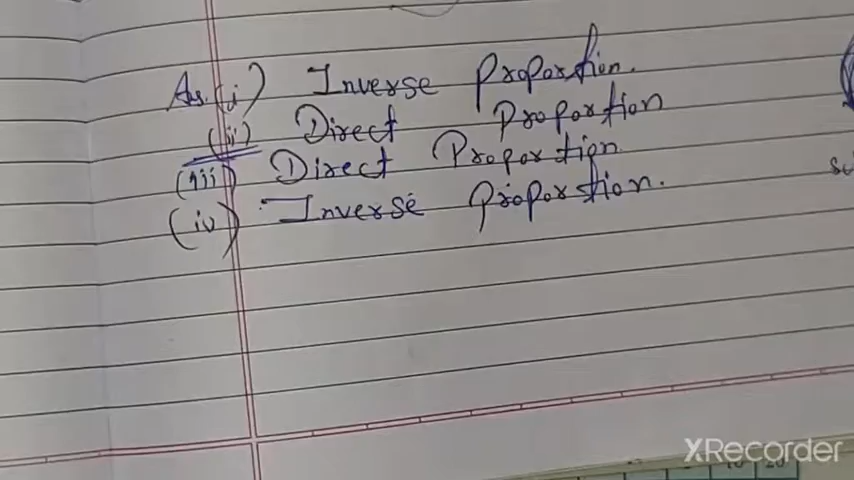 Ans. (i) Inverse Proportion.
(ii) Direct Proportion
(iii) Direct Proportion
(iv) Inverse Proportion.
XRecorder